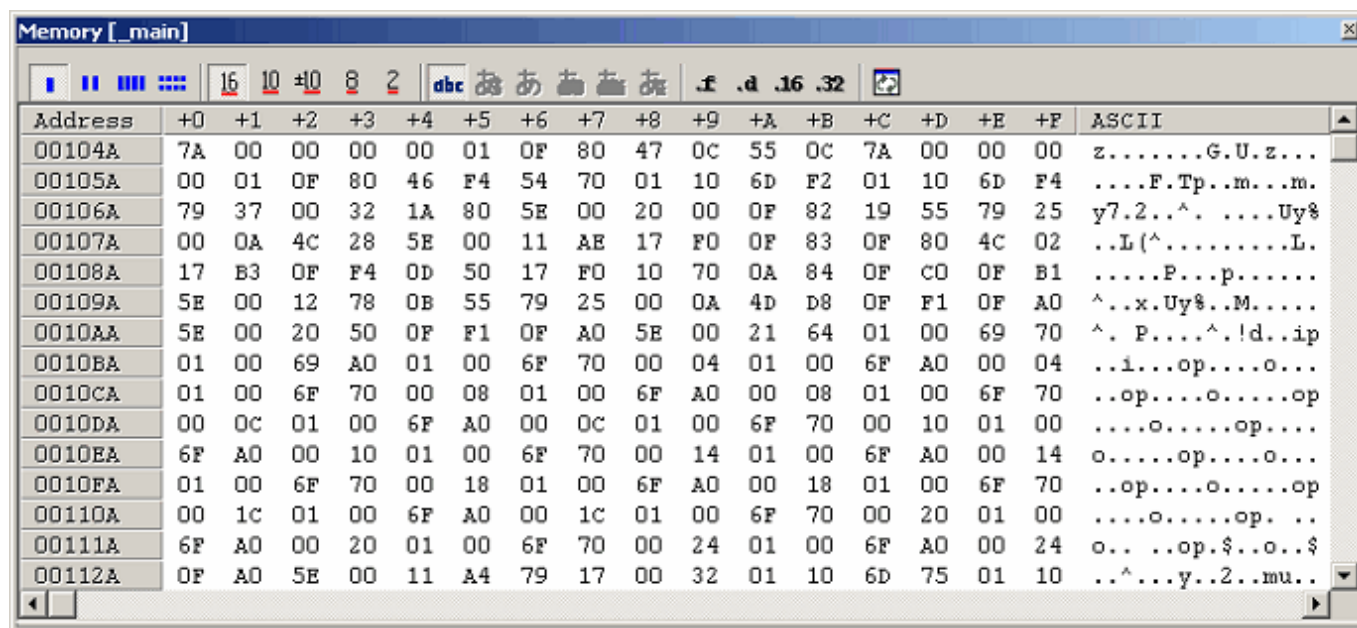 Memory [_main]
16 10 ±10 8 2 abc あ .f .d .16 .32
Address +0 +1 +2 +3 +4 +5 +6 +7 +8 +9 +A +B +C +D +E +F ASCII
00104A 7A 00 00 00 00 01 0F 80 47 0C 55 0C 7A 00 00 00 z.......G.U.z...
00105A 00 01 0F 80 46 F4 54 70 01 10 6D F2 01 10 6D F4 ....F.Tp..m...m.
00106A 79 37 00 32 1A 80 5E 00 20 00 0F 82 19 55 79 25 y7.2..^. ....Uy%
00107A 00 0A 4C 28 5E 00 11 AE 17 F0 0F 83 0F 80 4C 02 ..L(^.........L.
00108A 17 B3 0F F4 0D 50 17 F0 10 70 0A 84 0F C0 0F B1 .....P...p......
00109A 5E 00 12 78 0B 55 79 25 00 0A 4D D8 0F F1 0F A0 ^..x.Uy%..M.....
0010AA 5E 00 20 50 0F F1 0F A0 5E 00 21 64 01 00 69 70 ^. P....^.!d..ip
0010BA 01 00 69 A0 01 00 6F 70 00 04 01 00 6F A0 00 04 ..i...op....o...
0010CA 01 00 6F 70 00 08 01 00 6F A0 00 08 01 00 6F 70 ..op....o.....op
0010DA 00 0C 01 00 6F A0 00 0C 01 00 6F 70 00 10 01 00 ....o.....op....
0010EA 6F A0 00 10 01 00 6F 70 00 14 01 00 6F A0 00 14 o.....op....o...
0010FA 01 00 6F 70 00 18 01 00 6F A0 00 18 01 00 6F 70 ..op....o.....op
00110A 00 1C 01 00 6F A0 00 1C 01 00 6F 70 00 20 01 00 ....o.....op. ..
00111A 6F A0 00 20 01 00 6F 70 00 24 01 00 6F A0 00 24 o.. ..op.$..o..$
00112A 0F A0 5E 00 11 A4 79 17 00 32 01 10 6D 75 01 10 ..^...y..2..mu..